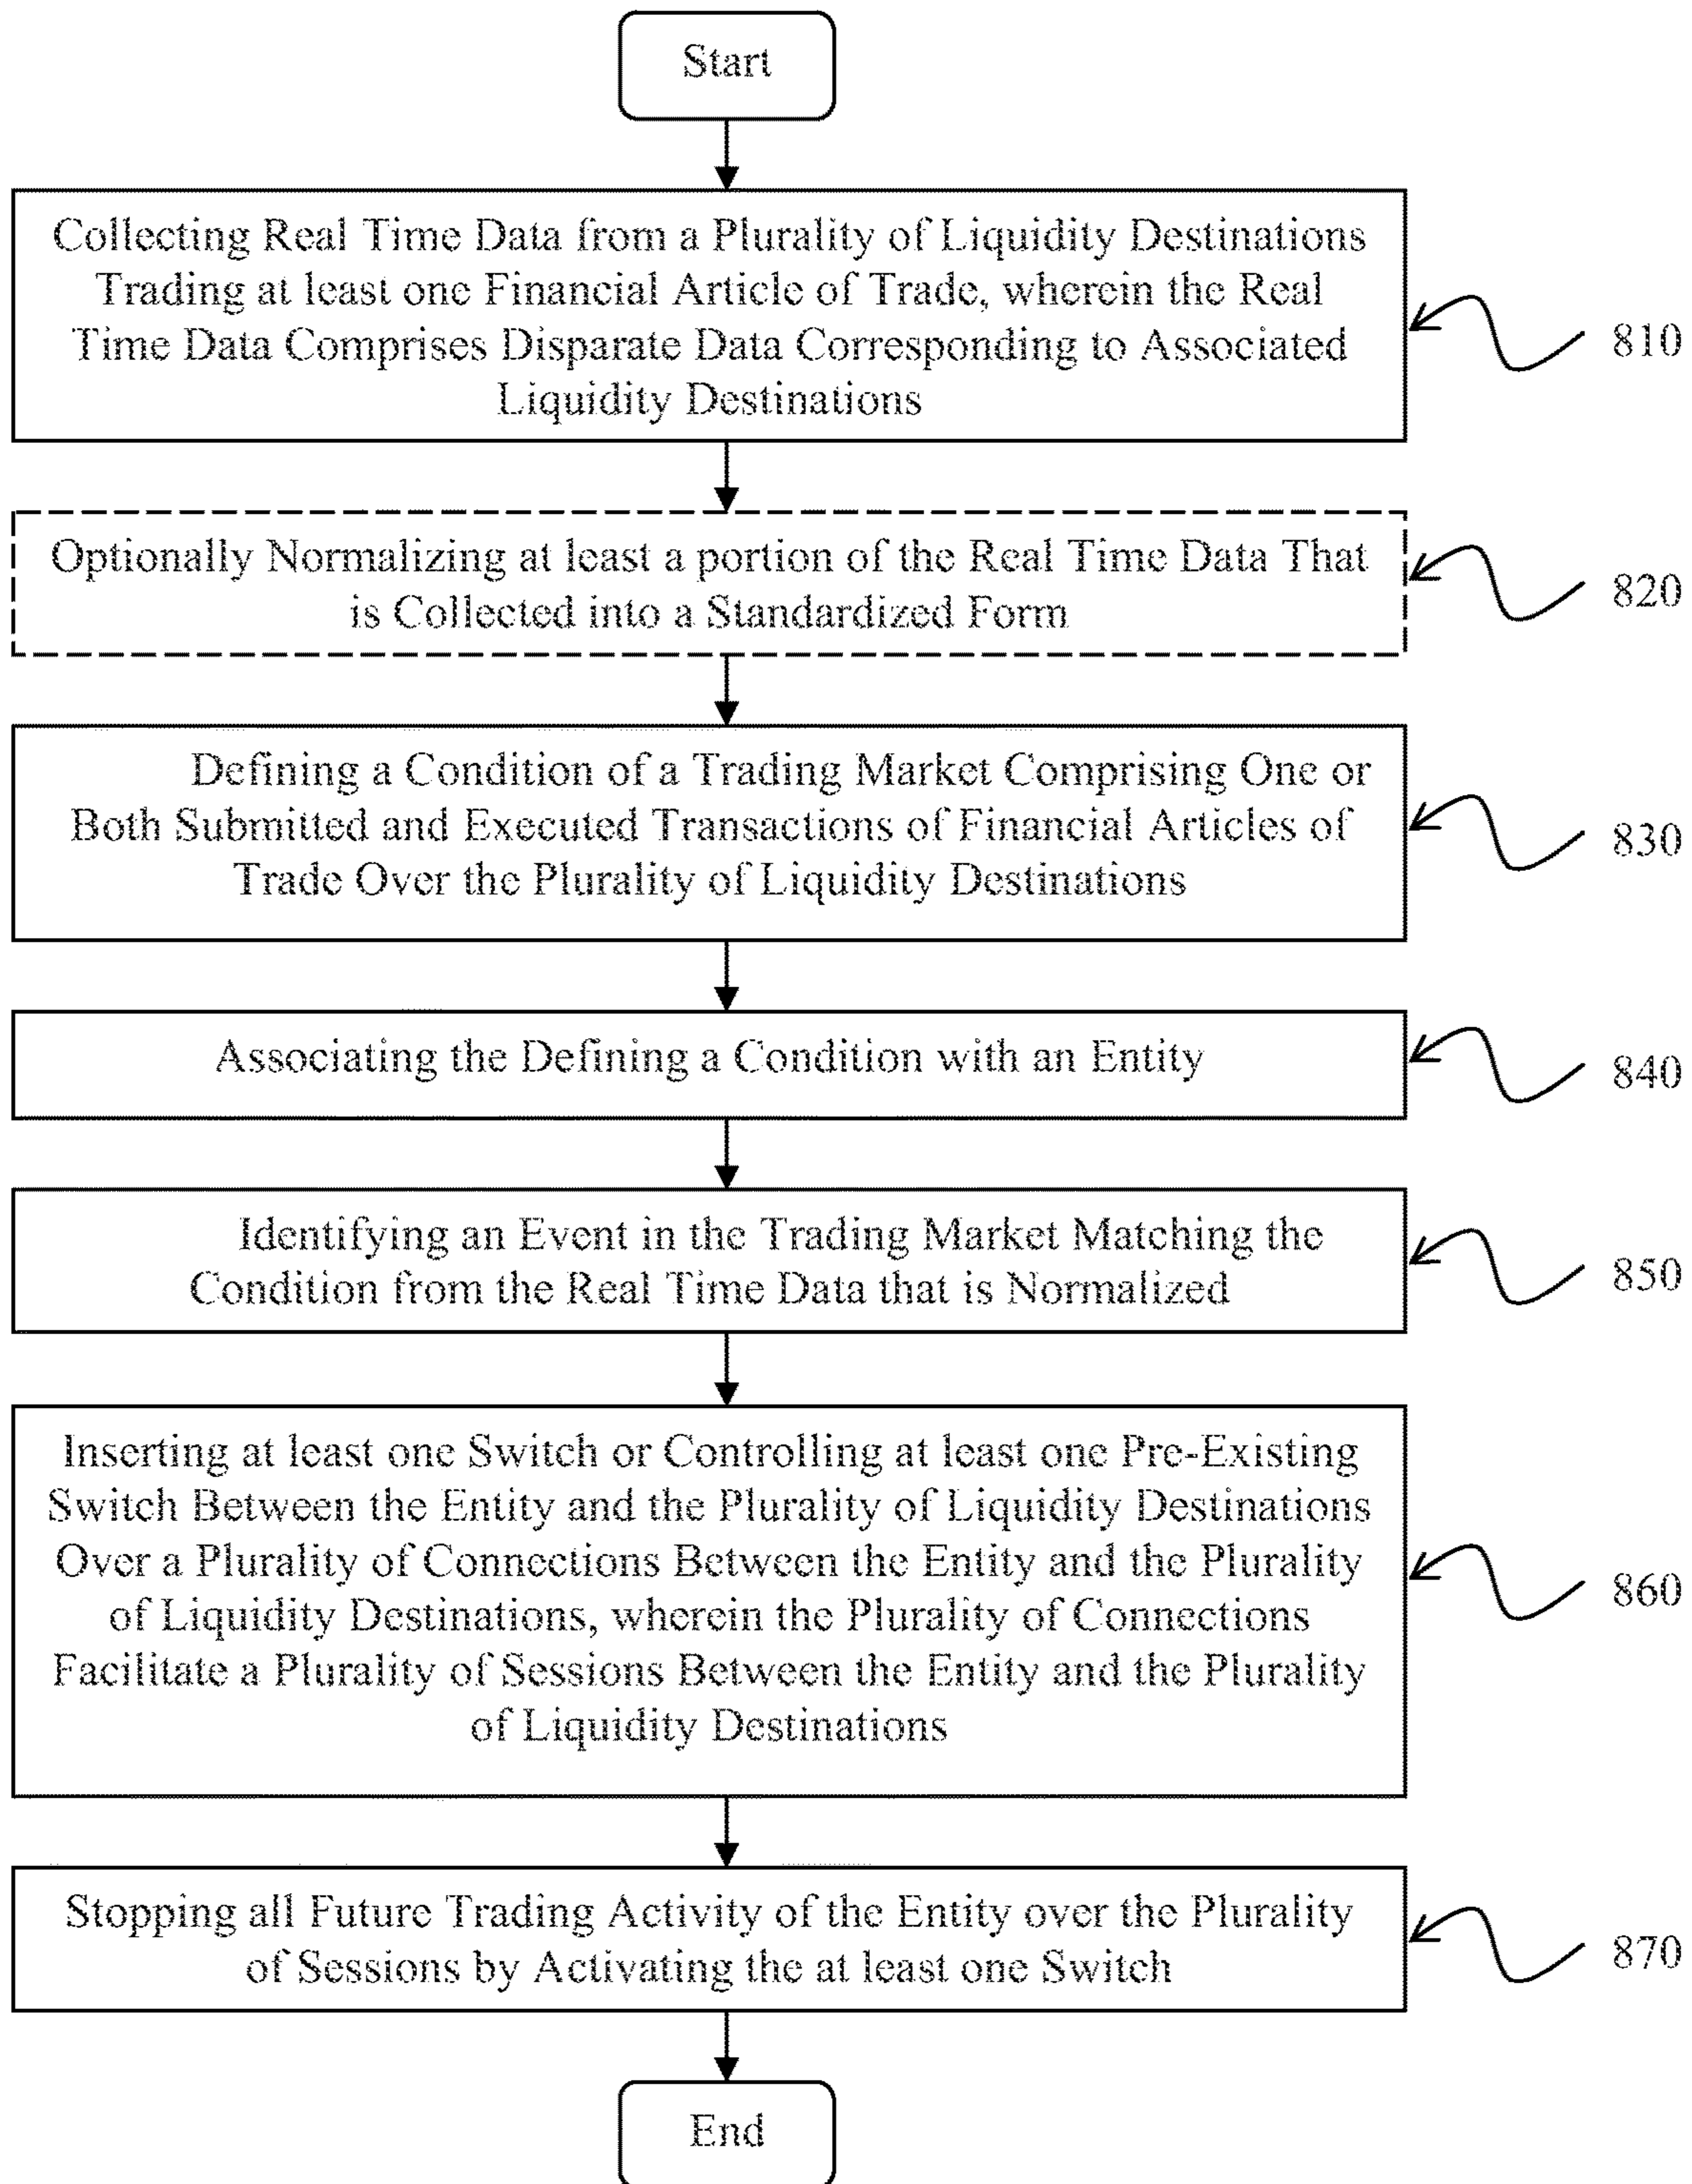 Start
Collecting Real Time Data from a Plurality of Liquidity Destinations
Trading at least one Financial Article of Trade, wherein the Real
Time Data Comprises Disparate Data Corresponding to Associated
Liquidity Destinations
810
Optionally Normalizing at least a portion of the Real Time Data That
is Collected into a Standardized Form
820
Defining a Condition of a Trading Market Comprising One or
Both Submitted and Executed Transactions of Financial Articles of
Trade Over the Plurality of Liquidity Destinations
830
Associating the Defining a Condition with an Entity
840
Identifying an Event in the Trading Market Matching the
Condition from the Real Time Data that is Normalized
850
Inserting at least one Switch or Controlling at least one Pre-Existing
Switch Between the Entity and the Plurality of Liquidity Destinations
Over a Plurality of Connections Between the Entity and the Plurality
of Liquidity Destinations, wherein the Plurality of Connections
Facilitate a Plurality of Sessions Between the Entity and the Plurality
of Liquidity Destinations
860
Stopping all Future Trading Activity of the Entity over the Plurality
of Sessions by Activating the at least one Switch
870
End